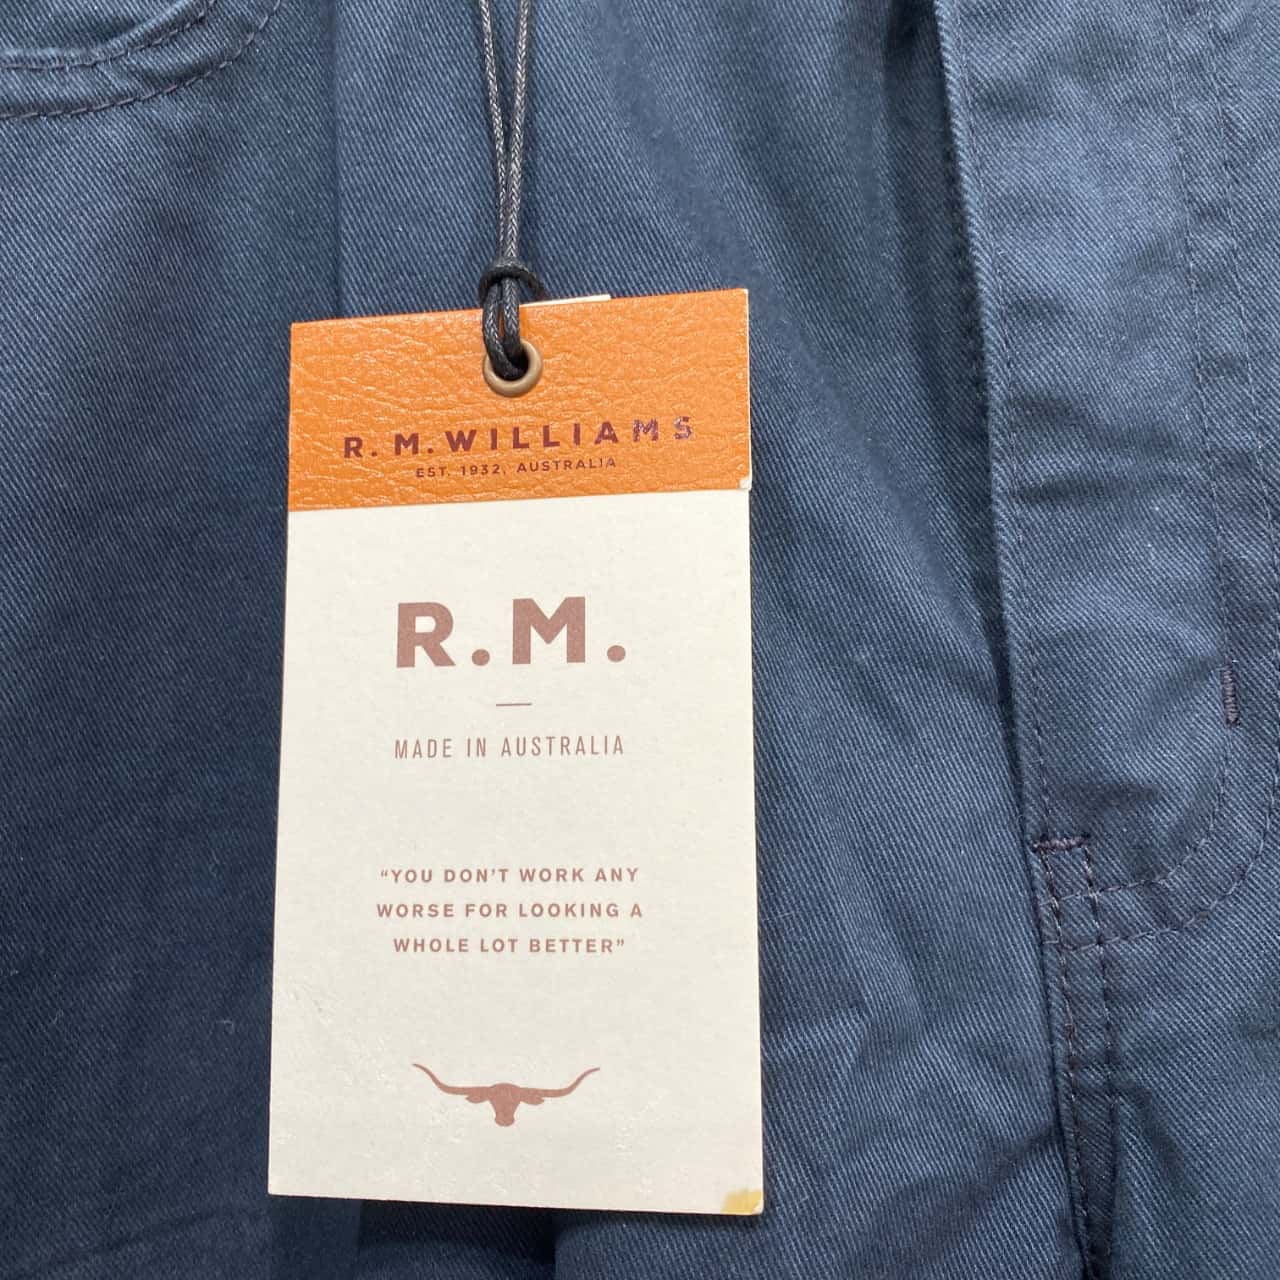 R.M.WILLIAMS
EST. 1932, AUSTRALIA
R.M.
MADE IN AUSTRALIA
“YOU DON’T WORK ANY
WORSE FOR LOOKING A
WHOLE LOT BETTER”